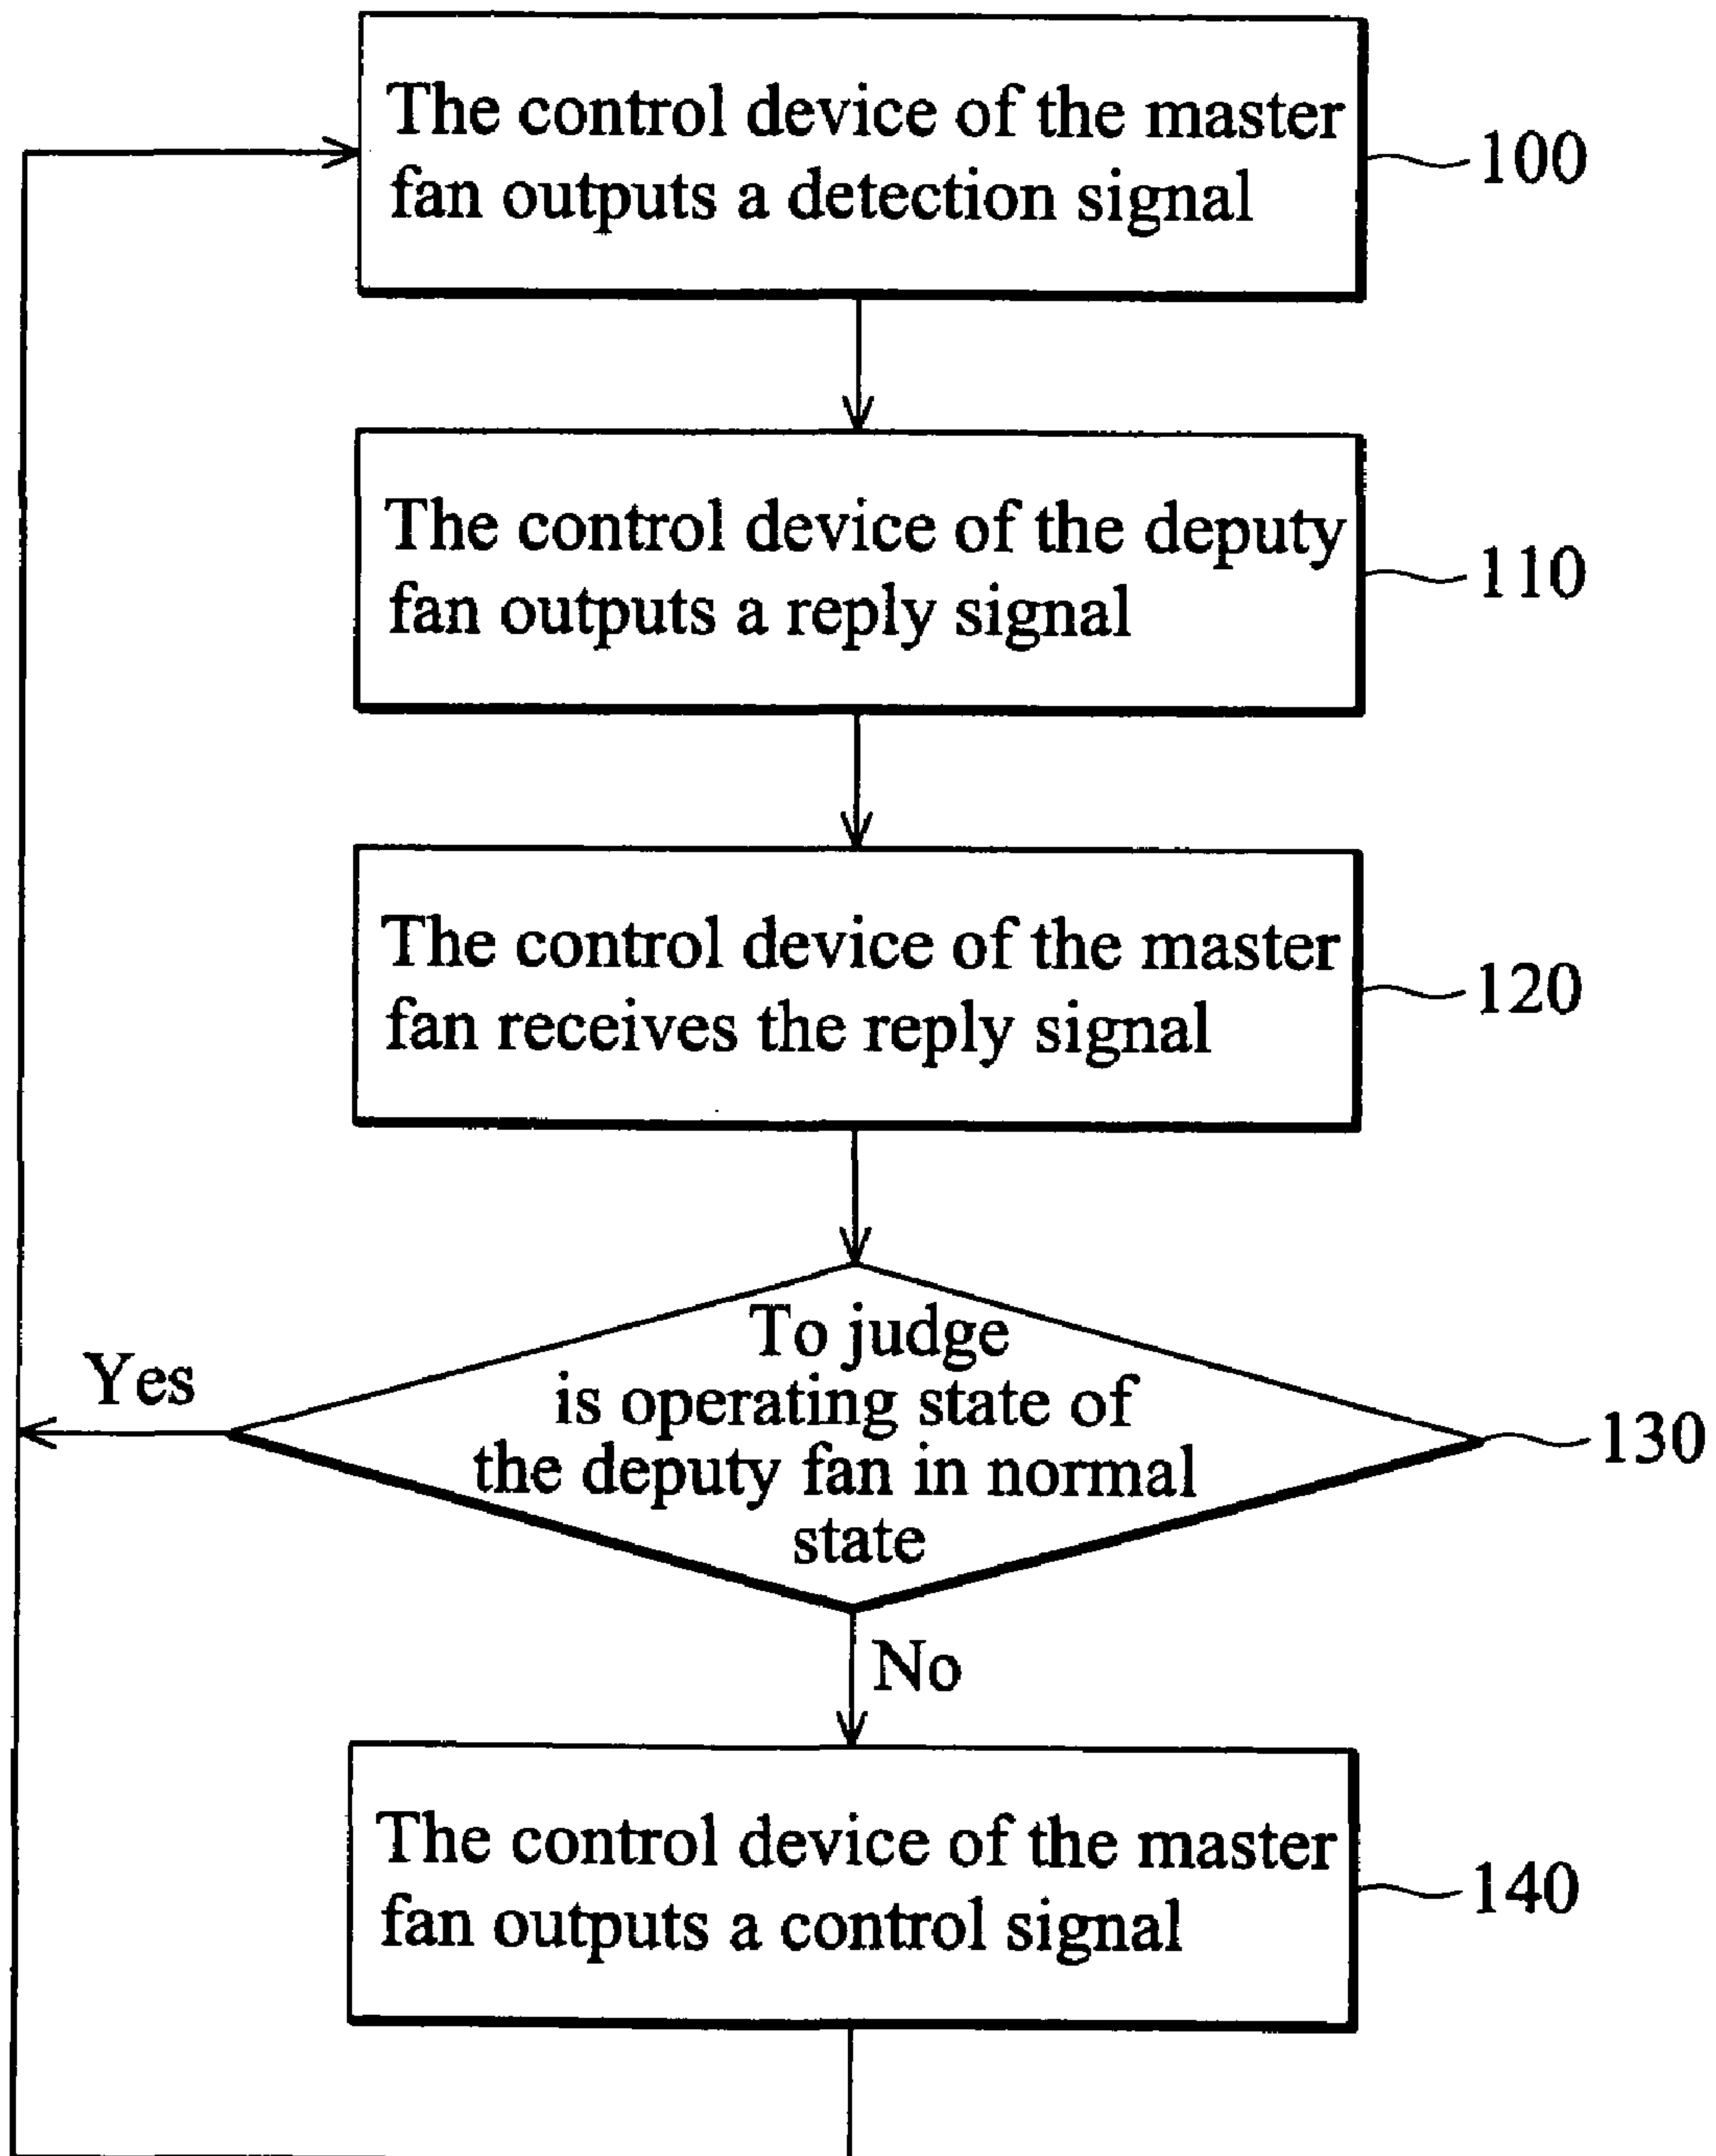 The control device of the master
fan outputs a detection signal
100
The control device of the deputy
fan outputs a reply signal
110
The control device of the master
fan receives the reply signal
120
To judge
is operating state of
the deputy fan in normal
state
130
Yes
No
The control device of the master
fan outputs a control signal
140